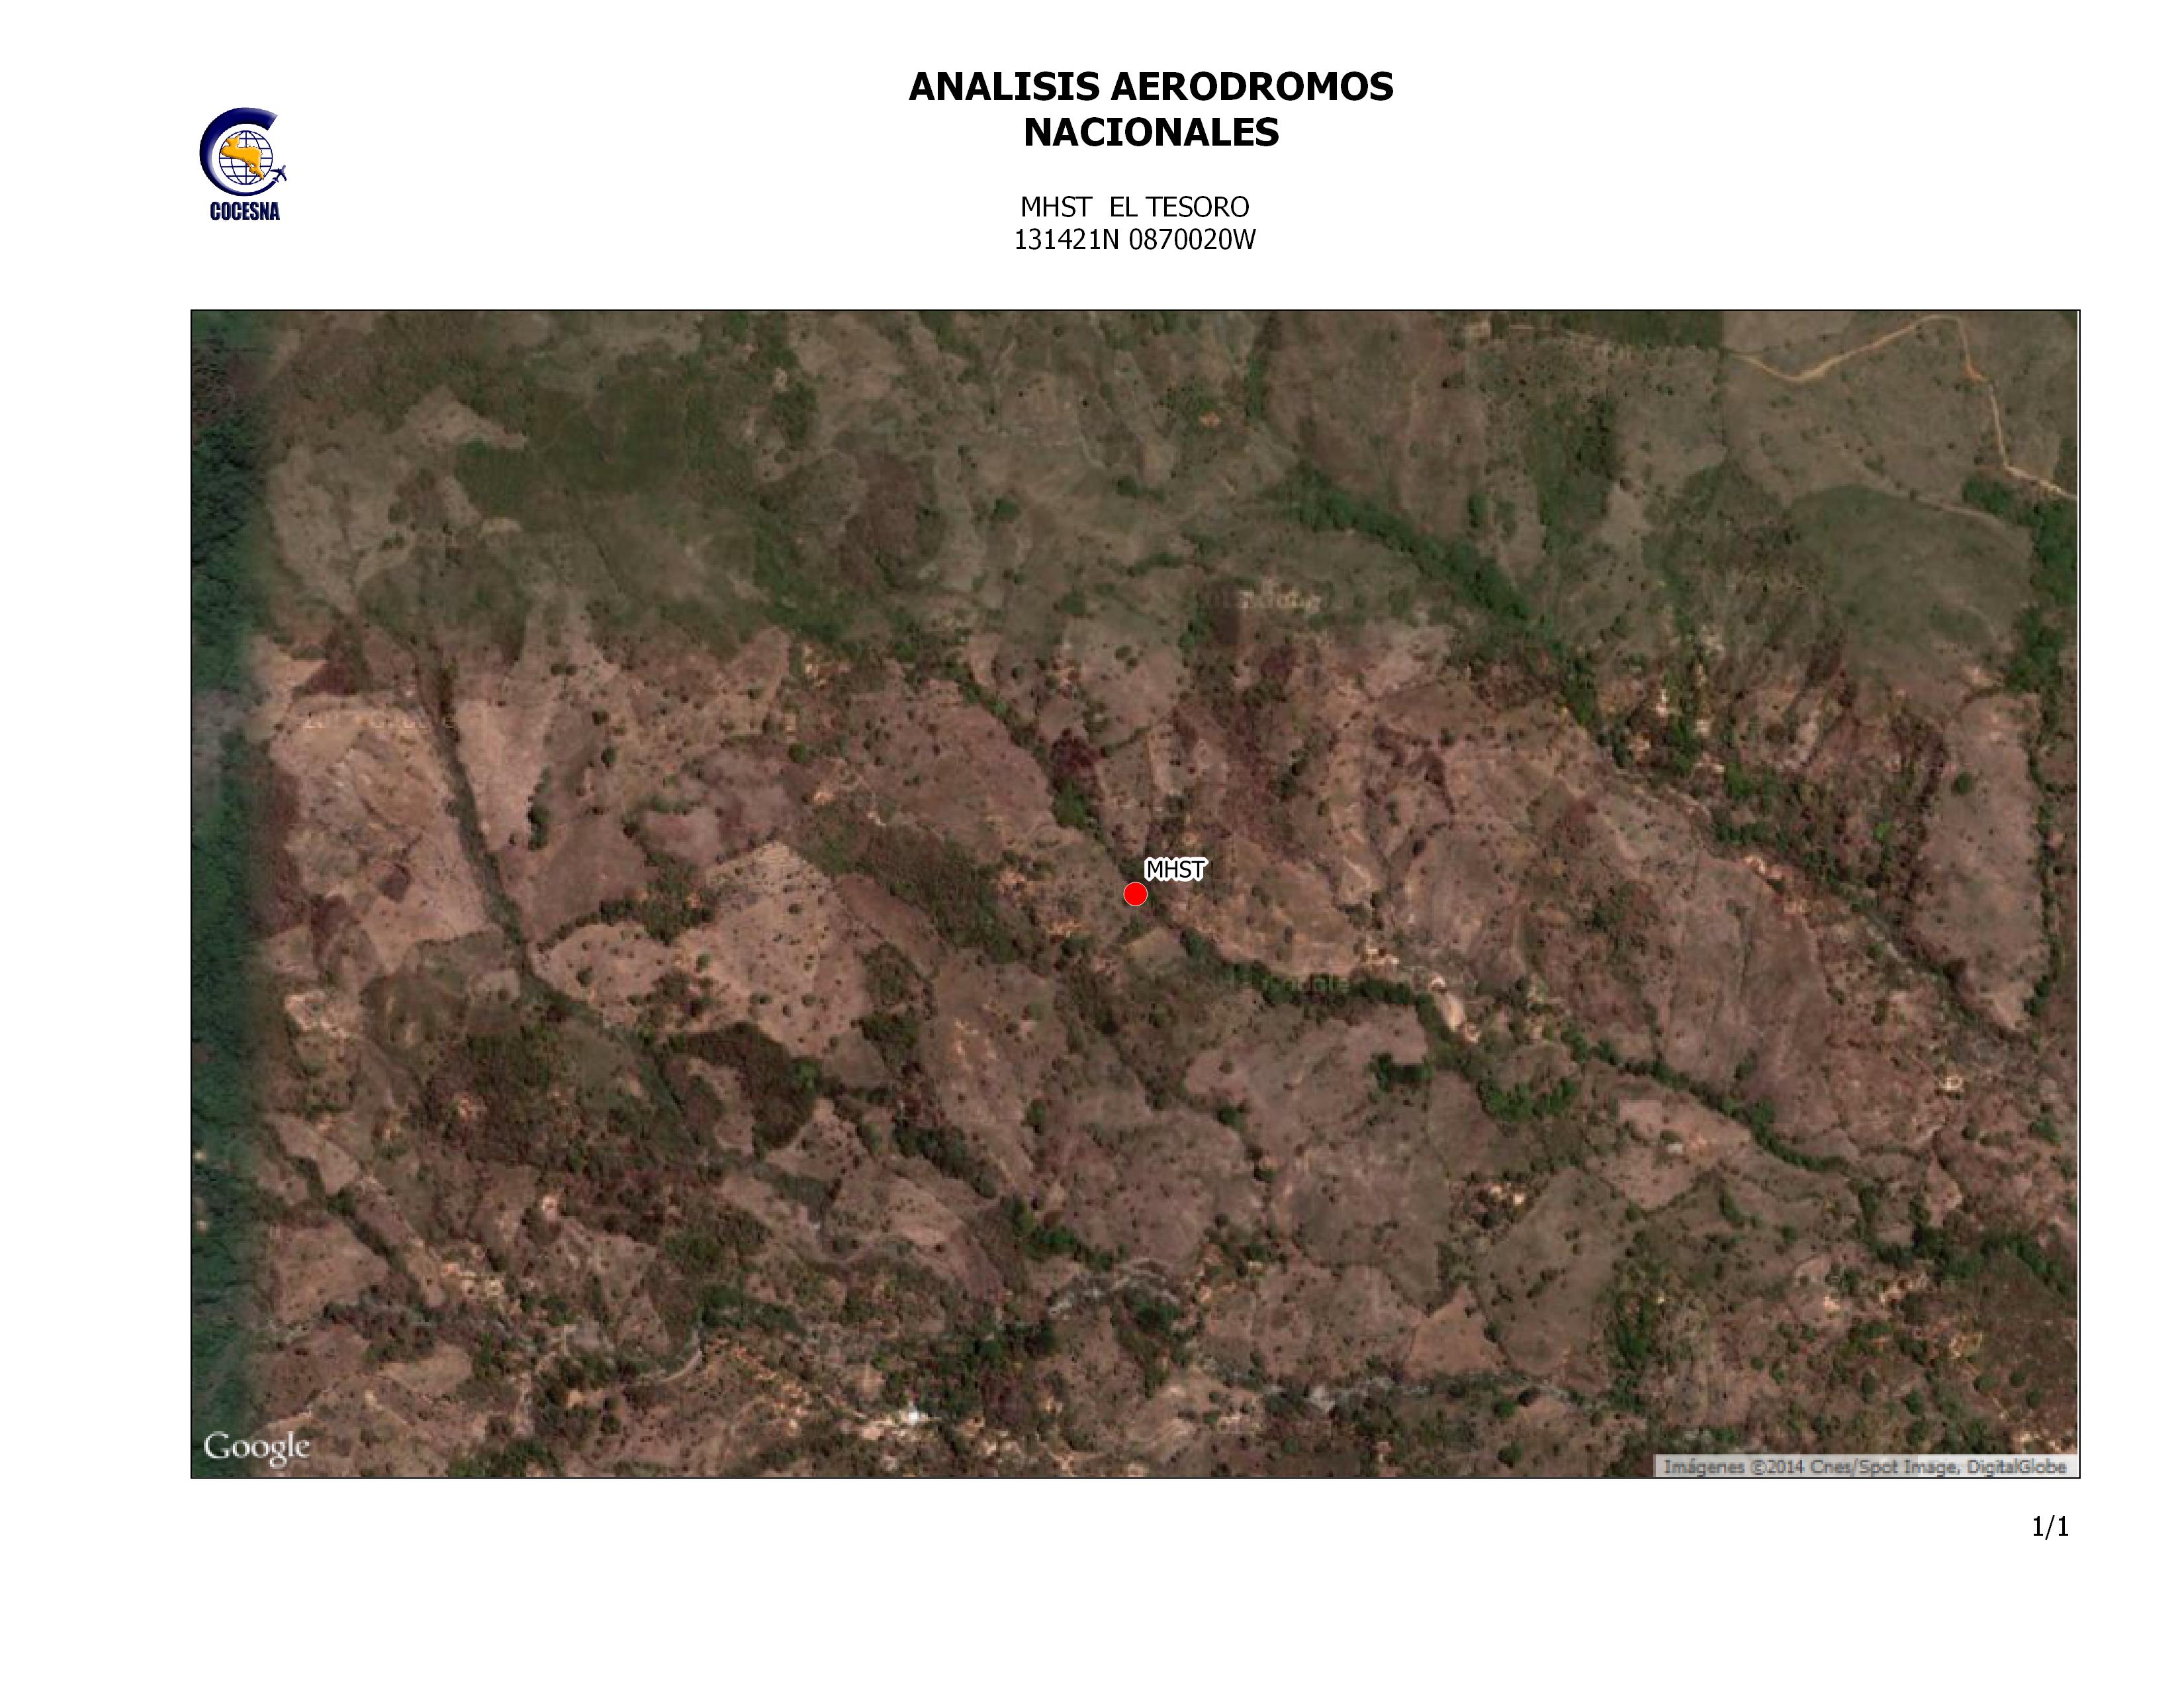 ANALISIS AERODROMOS
NACIONALES
COCESNA
MHST EL TESORO
131421N 0870020W
MHST
Google
Imágenes ©2014 Cnes/Spot Image, DigitalGlobe
1/1